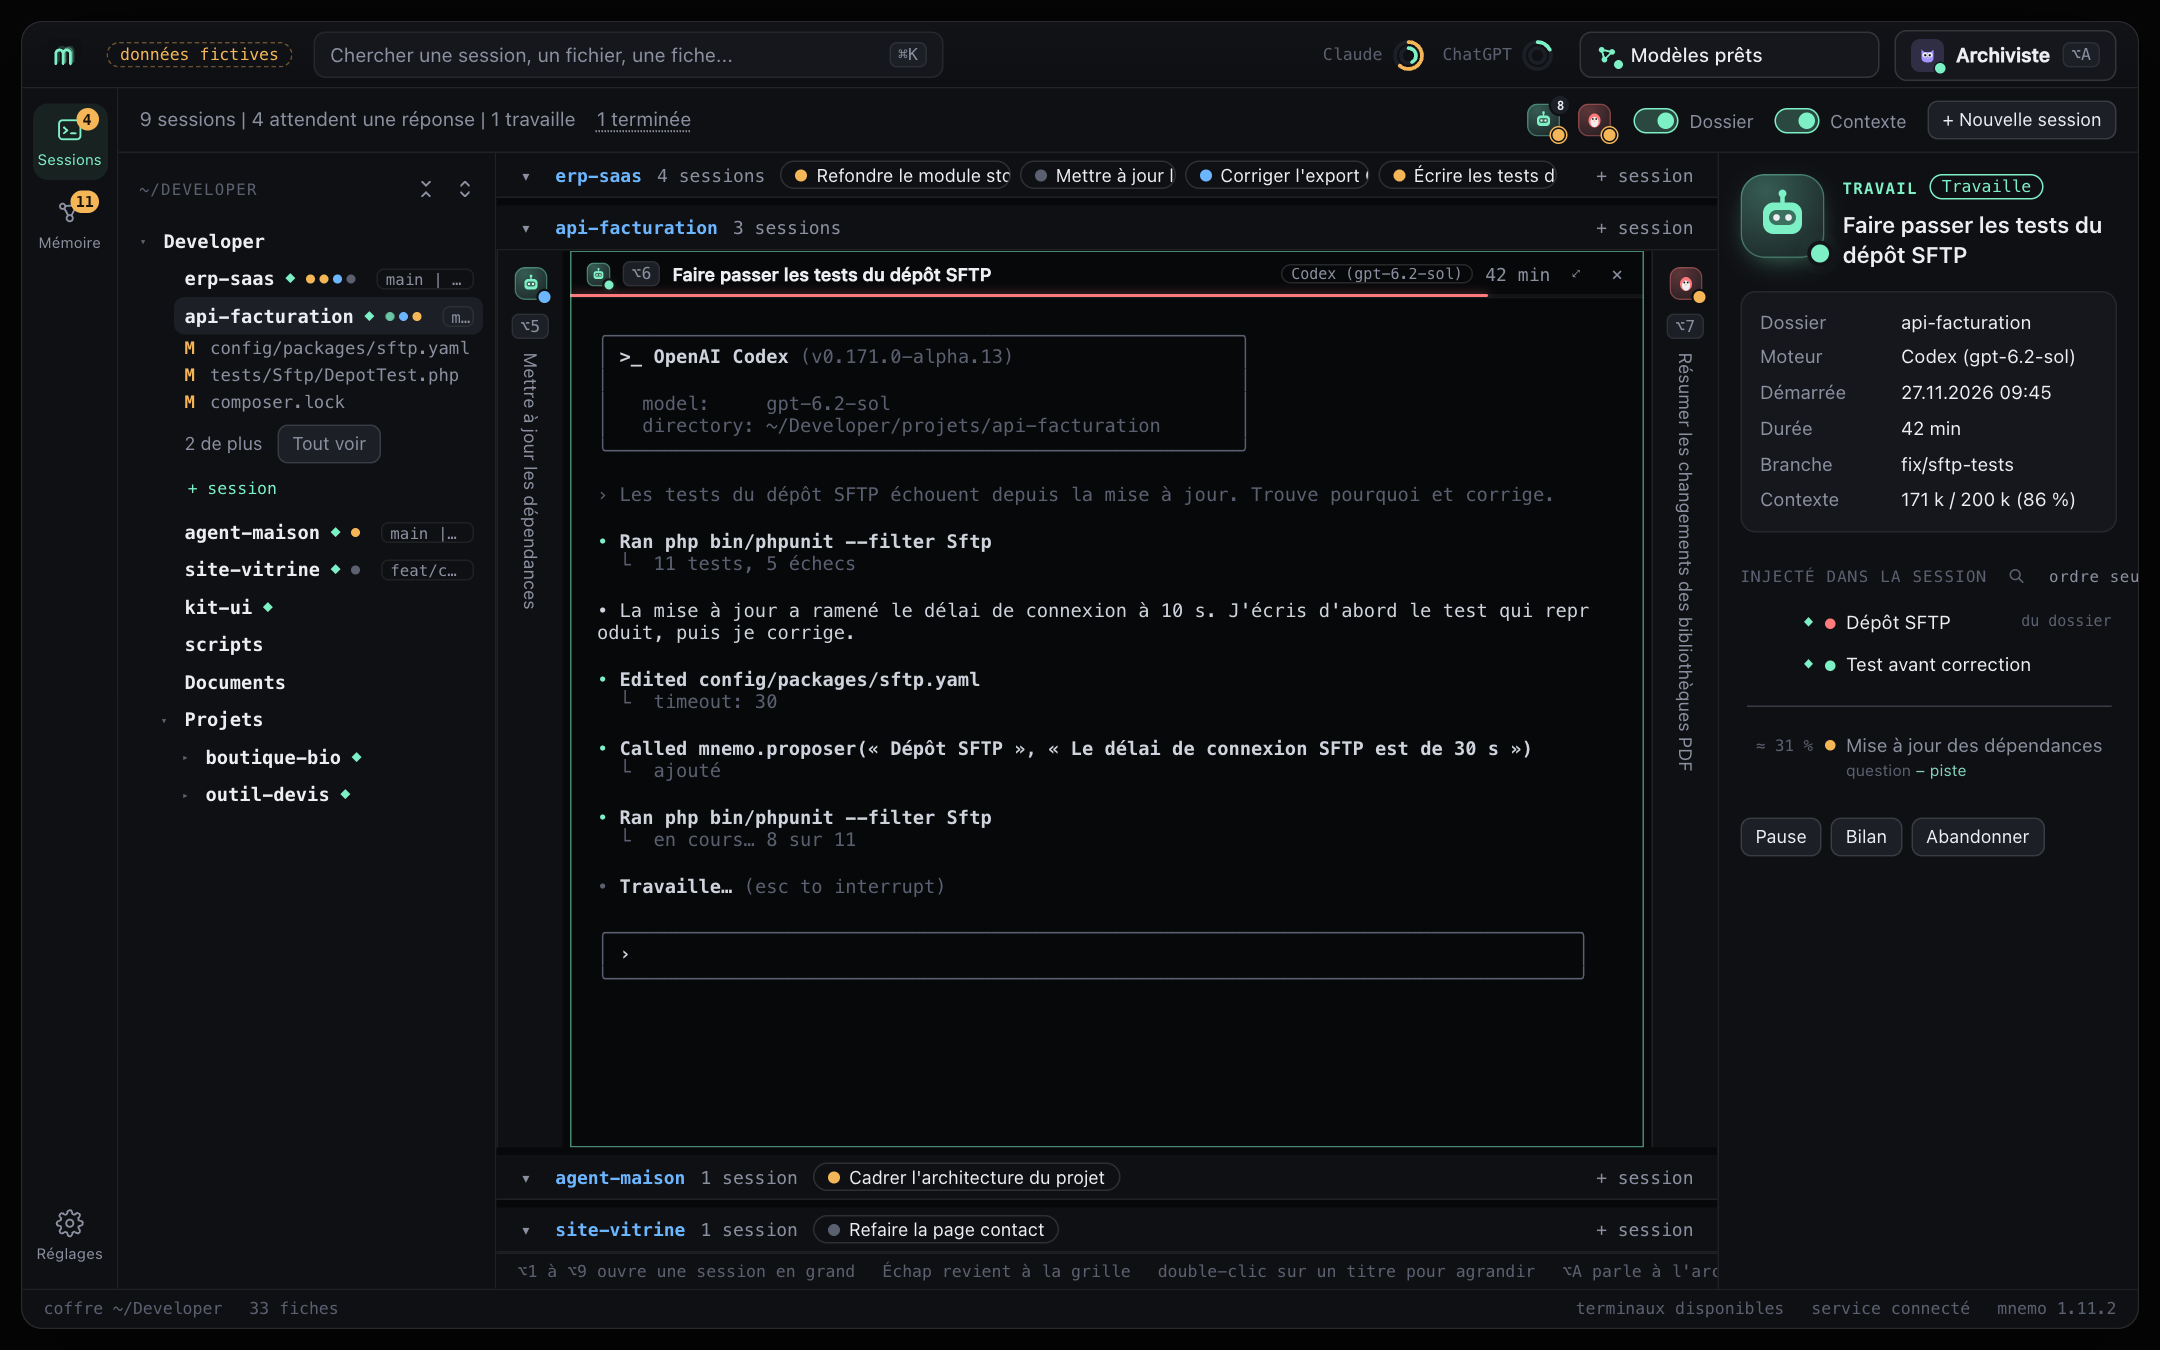 données fictives
Chercher une session, un fichier, une fiche...
⌘K
Claude
ChatGPT
Modèles prêts
Archiviste
⌥A
4
Sessions
11
Mémoire
Réglages
9 sessions | 4 attendent une réponse | 1 travaille
1 terminée
8
Dossier
Contexte
+ Nouvelle session
~/DEVELOPER
Developer
erp-saas
main | …
api-facturation
m…
M config/packages/sftp.yaml
M tests/Sftp/DepotTest.php
M composer.lock
2 de plus
Tout voir
+ session
agent-maison
main |…
site-vitrine
feat/c…
kit-ui
scripts
Documents
Projets
boutique-bio
outil-devis
erp-saas 4 sessions
Refondre le module sto
Mettre à jour l
Corriger l'export
Écrire les tests d
+ session
api-facturation 3 sessions
+ session
⌥5
Mettre à jour les dépendances
⌥6
Faire passer les tests du dépôt SFTP
Codex (gpt-6.2-sol)
42 min
>_ OpenAI Codex (v0.171.0-alpha.13)
model: gpt-6.2-sol
directory: ~/Developer/projets/api-facturation
› Les tests du dépôt SFTP échouent depuis la mise à jour. Trouve pourquoi et corrige.
• Ran php bin/phpunit --filter Sftp
└ 11 tests, 5 échecs
• La mise à jour a ramené le délai de connexion à 10 s. J'écris d'abord le test qui repr
oduit, puis je corrige.
• Edited config/packages/sftp.yaml
└ timeout: 30
• Called mnemo.proposer(« Dépôt SFTP », « Le délai de connexion SFTP est de 30 s »)
└ ajouté
• Ran php bin/phpunit --filter Sftp
└ en cours… 8 sur 11
• Travaille… (esc to interrupt)
›
⌥7
Résumer les changements des bibliothèques PDF
agent-maison 1 session
Cadrer l'architecture du projet
+ session
site-vitrine 1 session
Refaire la page contact
+ session
⌥1 à ⌥9 ouvre une session en grand
Échap revient à la grille
double-clic sur un titre pour agrandir
⌥A parle à l'arc
TRAVAIL
Travaille
Faire passer les tests du
dépôt SFTP
Dossier api-facturation
Moteur Codex (gpt-6.2-sol)
Démarrée 27.11.2026 09:45
Durée 42 min
Branche fix/sftp-tests
Contexte 171 k / 200 k (86 %)
INJECTÉ DANS LA SESSION
ordre seu
Dépôt SFTP
du dossier
Test avant correction
≈ 31 %
Mise à jour des dépendances
question – piste
Pause
Bilan
Abandonner
coffre ~/Developer
33 fiches
terminaux disponibles
service connecté
mnemo 1.11.2